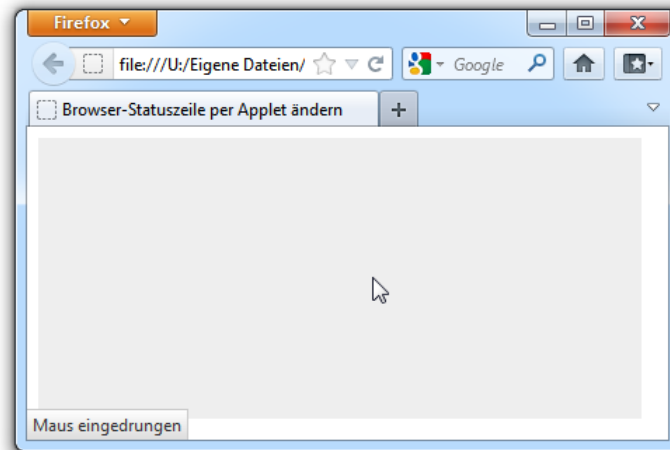 Firefox
file:///U:/Eigene Dateien/
Google
Browser-Statuszeile per Applet ändern
Maus eingedrungen